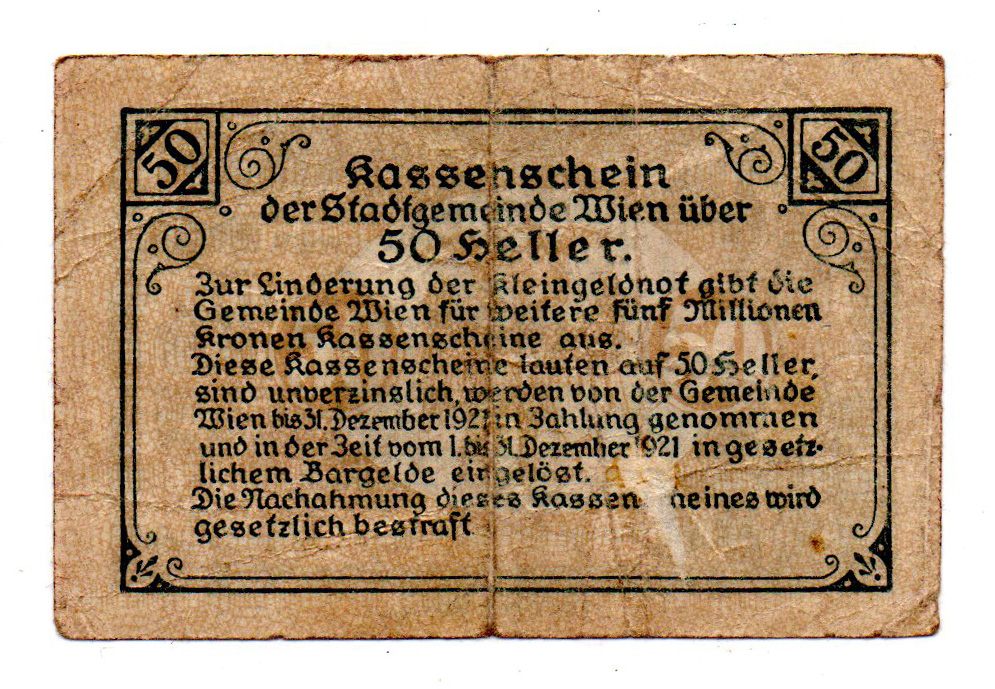 50 50
Kassenschein
der Stadtgemeinde Wien über
50 Heller.
Zur Linderung der Kleingeldnot gibt die
Gemeinde Wien für weitere fünf Millionen
Kronen Kassenscheine aus.
Diese Kassenscheine lauten auf 50 Heller,
sind unverzinslich, werden von der Gemeinde
Wien bis 31. Dezember 1921 in Zahlung genommen
und in der Zeit vom 1. bis 31. Dezember 1921 in gesetz-
lichem Bargelde eingelöst.
Die Nachahmung dieses Kassenscheines wird
gesetzlich bestraft